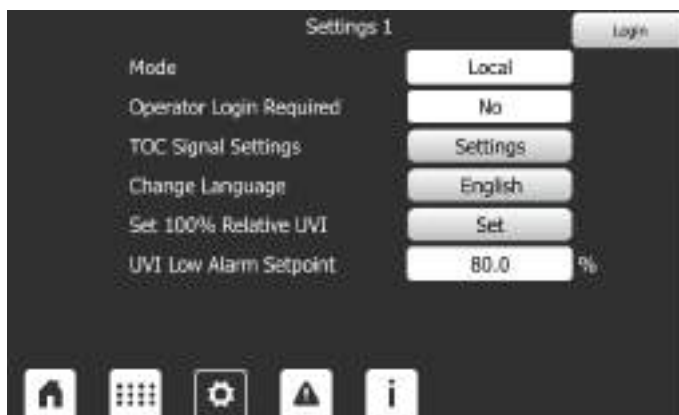 Settings 1 Login
Mode Local
Operator Login Required No
TOC Signal Settings Settings
Change Language English
Set 100% Relative UVI Set
UVI Low Alarm Setpoint 80.0 %